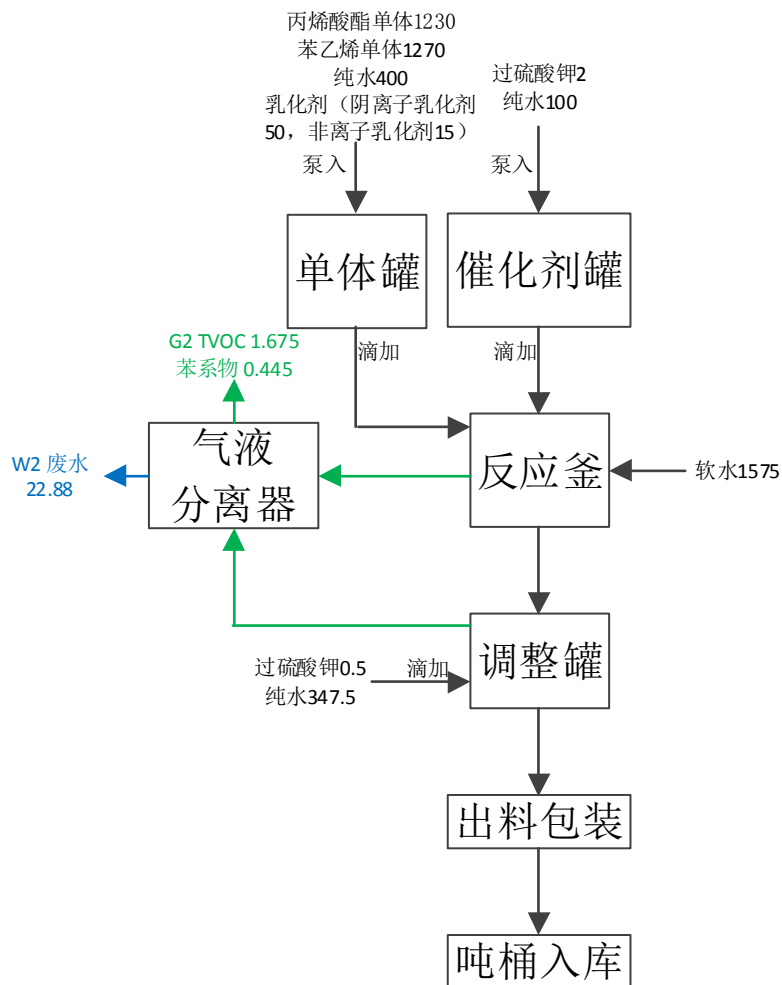 丙烯酸酯单体1230
苯乙烯单体1270
纯水400
乳化剂（阴离子乳化剂
50，非离子乳化剂15）
过硫酸钾2
纯水100
泵入
泵入
单体罐
催化剂罐
滴加
滴加
G2 TVOC 1.675
苯系物 0.445
气液
分离器
W2 废水
22.88
反应釜
软水1575
调整罐
过硫酸钾0.5
纯水347.5
滴加
出料包装
吨桶入库